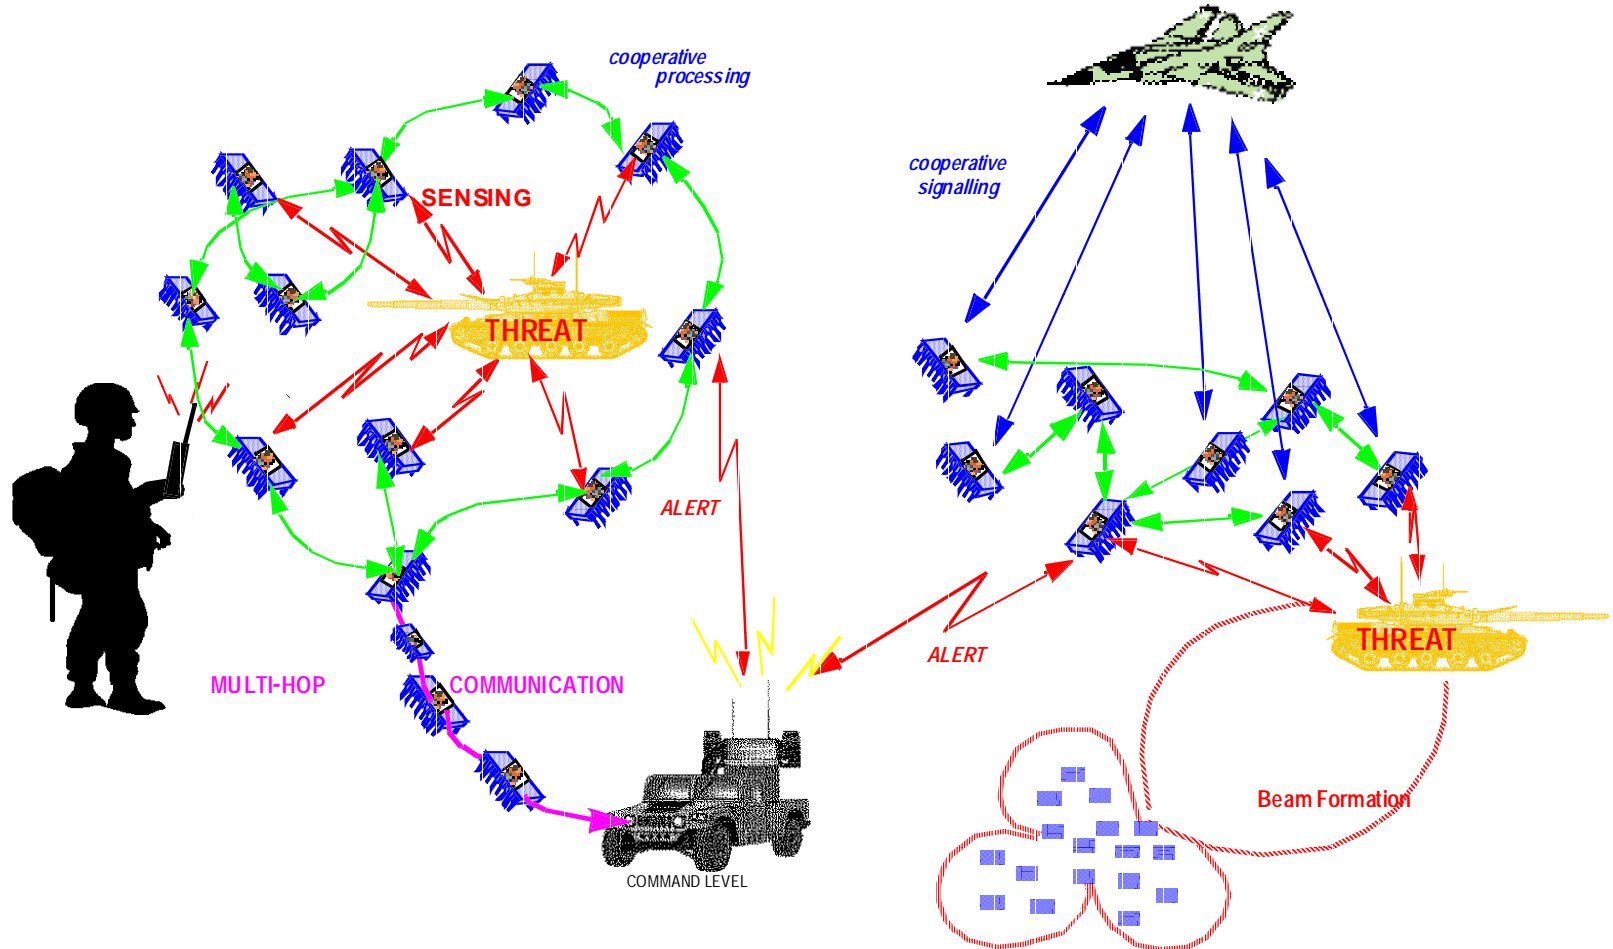 cooperative
processing
cooperative
signalling
SENSING
THREAT
ALERT
THREAT
ALERT
MULTI-HOP COMMUNICATION
Beam Formation
COMMAND LEVEL